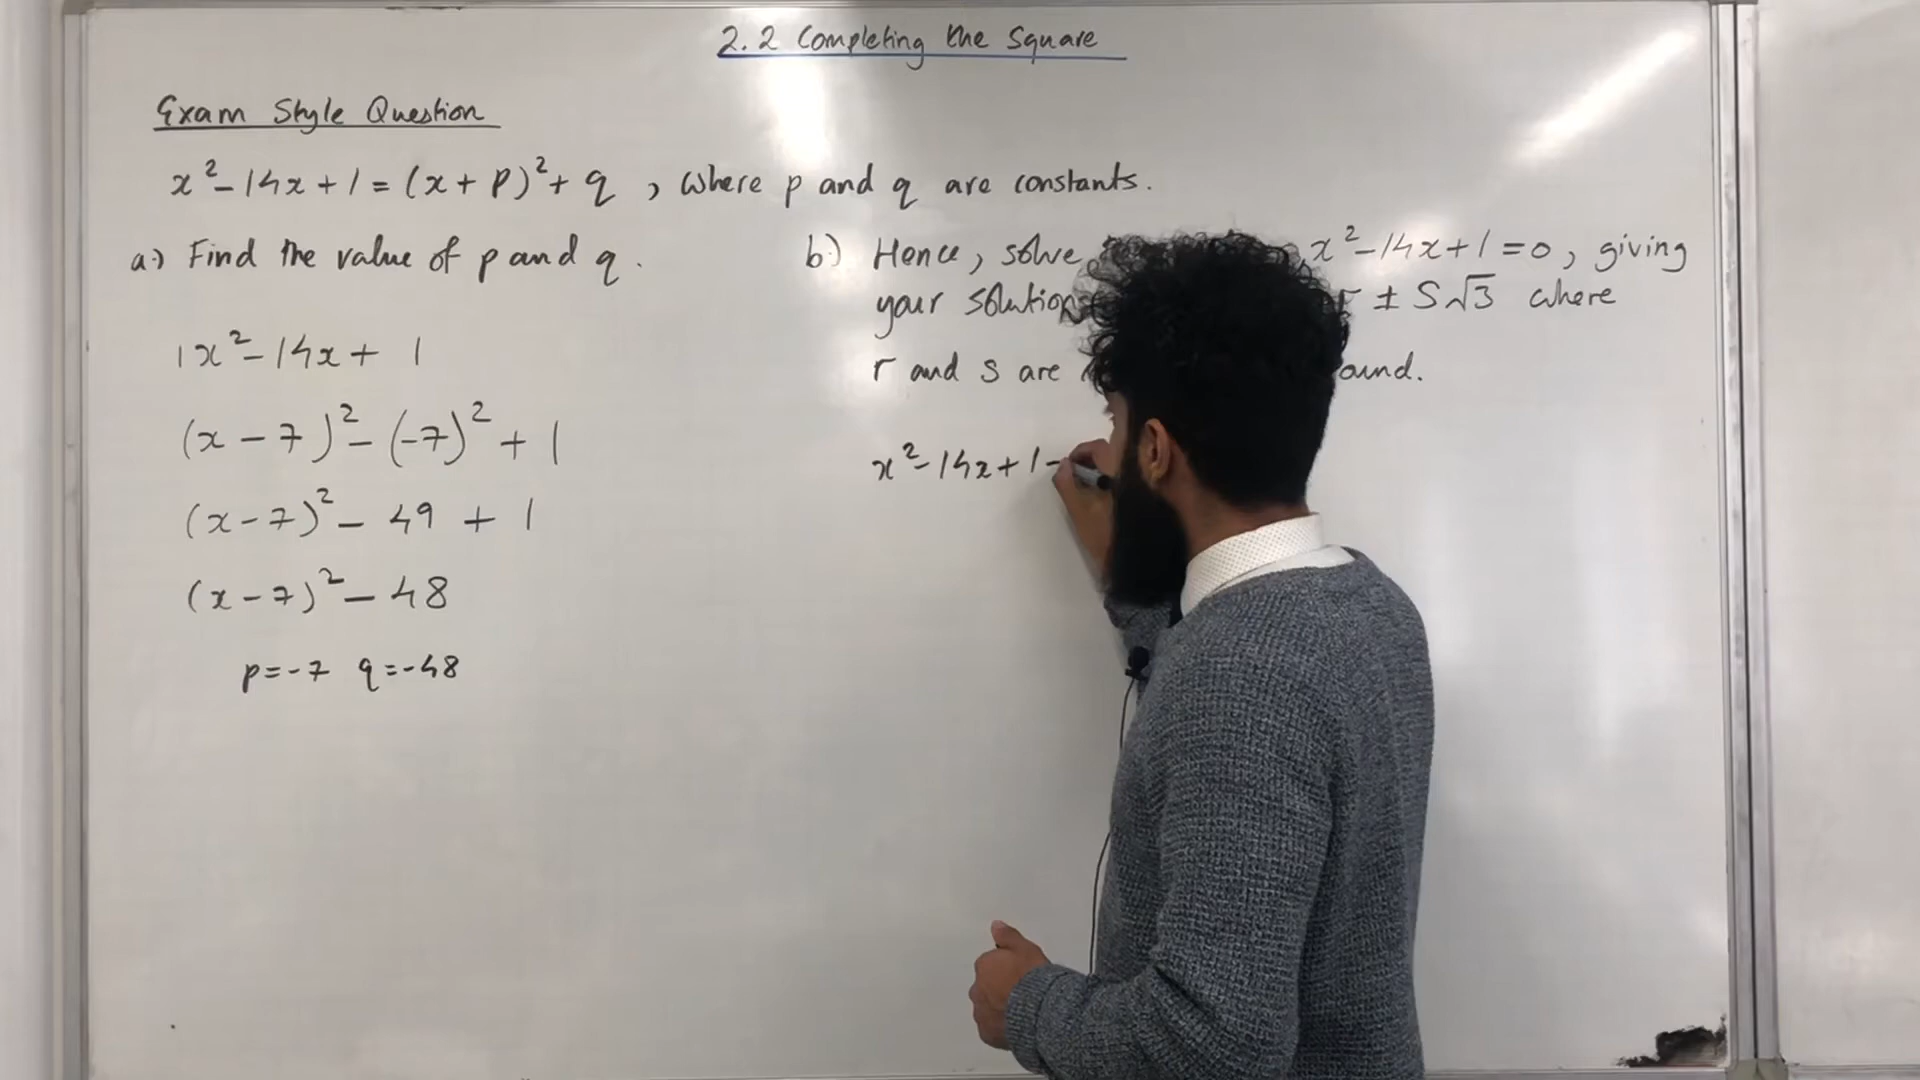 2.2 Completing the Square
Exam Style Question
x²-14x+1=(x+p)²+q, where p and q are constants.
a.) Find the value of p and q.
1x²-14x+1
(x-7)²-(-7)²+1
(x-7)²-49+1
(x-7)²-48
p=-7 q=-48
b.) Hence, solve x²-14x+1=0, giving
your solutions ± S√3 where
r and s are
x²-14x+1